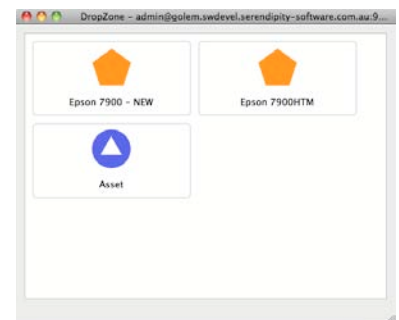 DropZone - admin@golem.swdevel.serendipity-software.com.au:9...
Epson 7900 - NEW
Epson 7900HTM
Asset